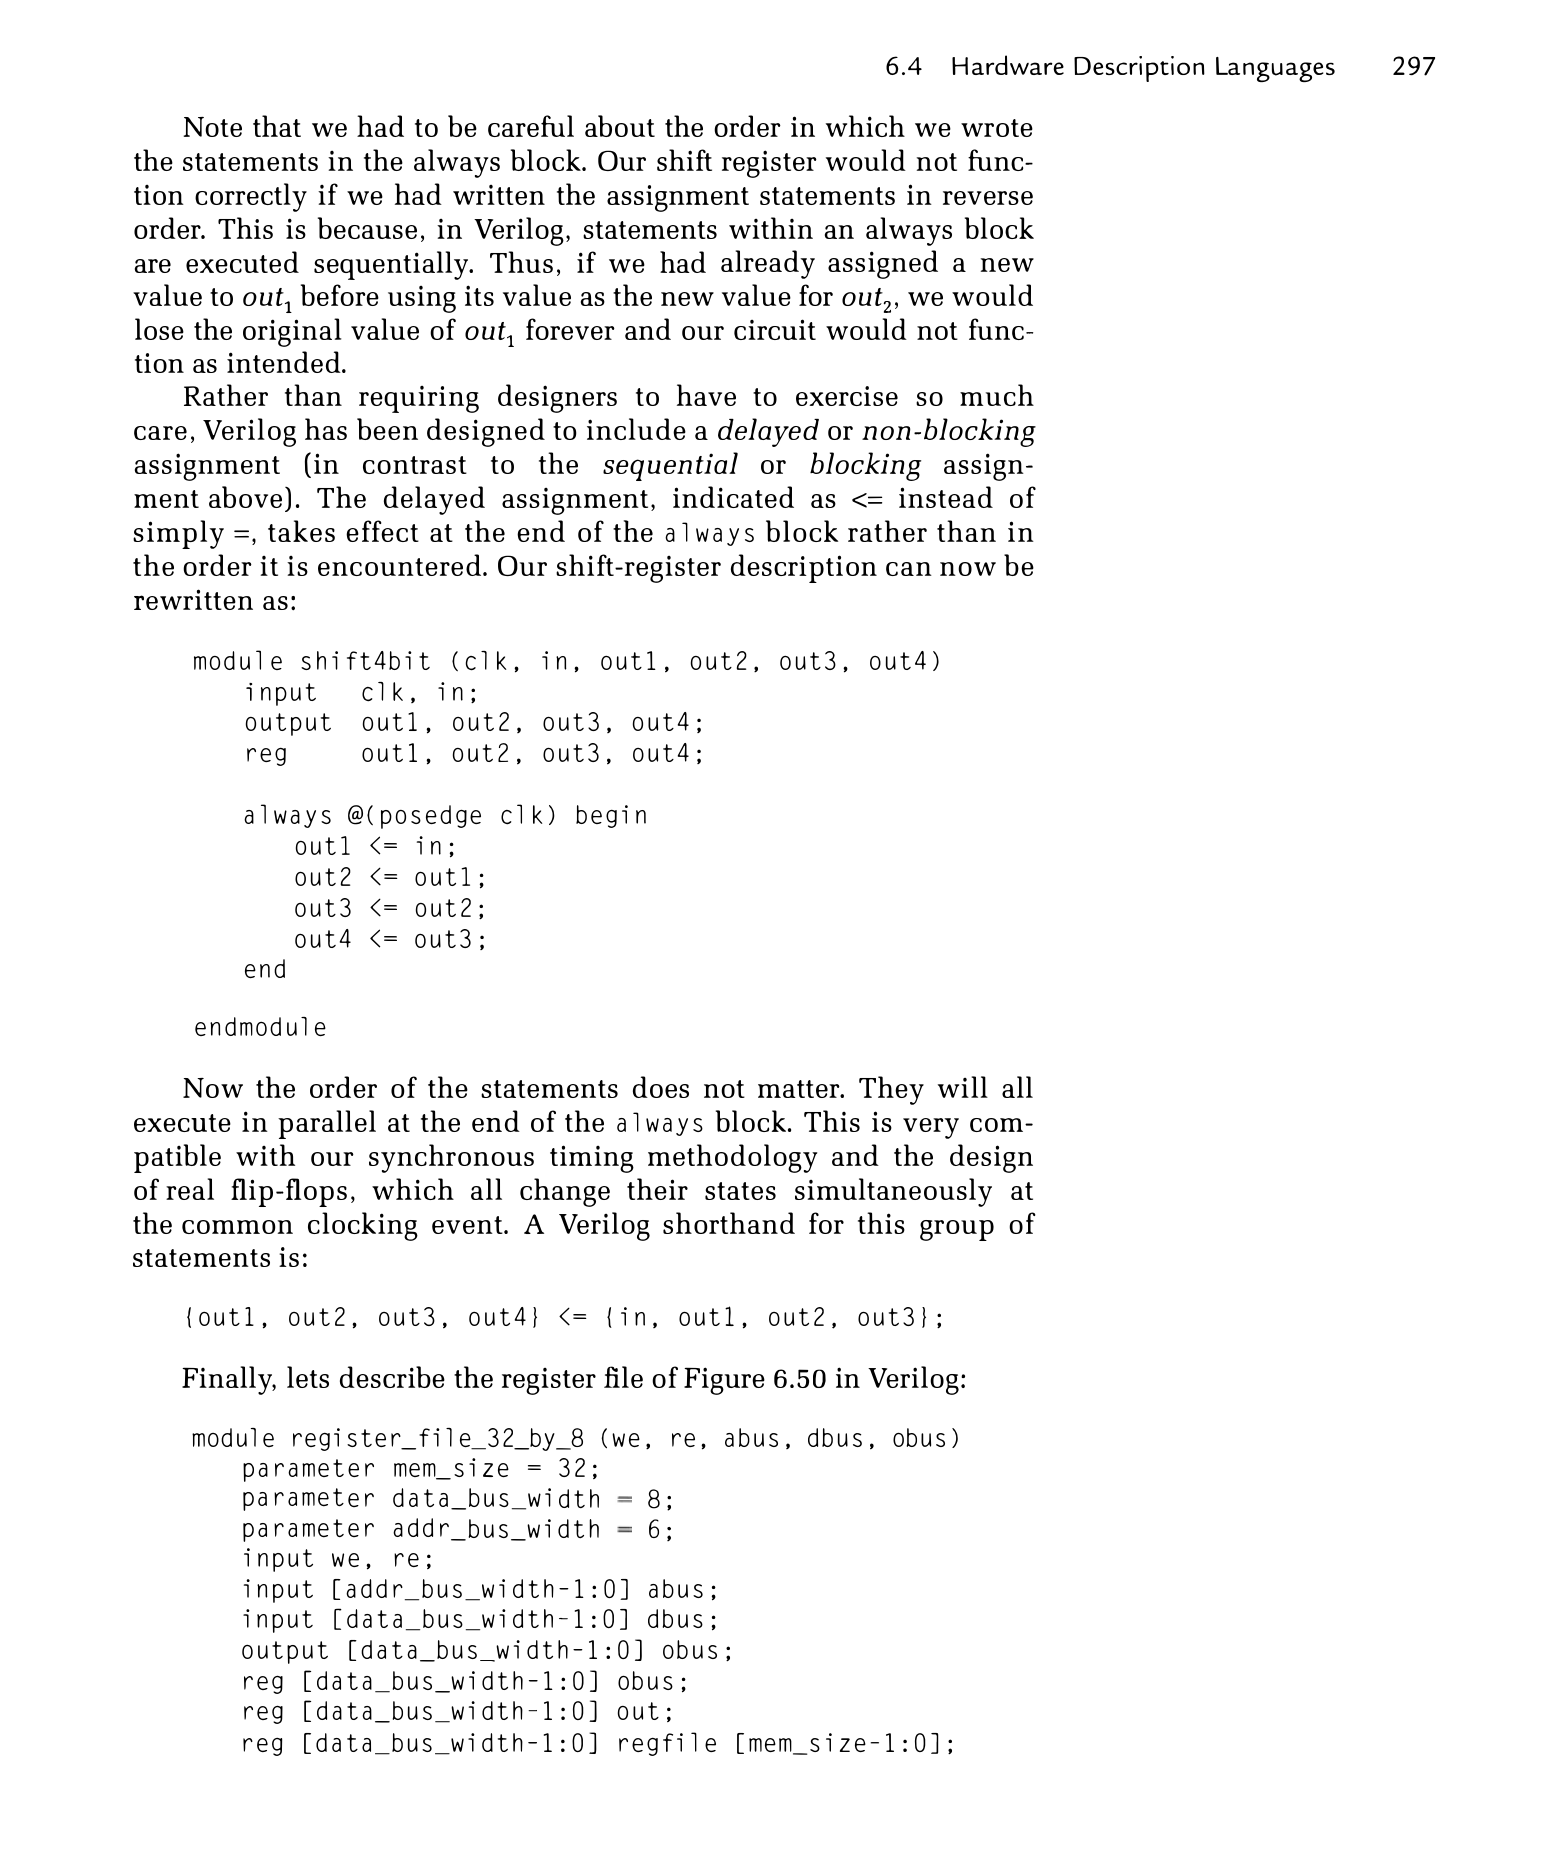 6.4 Hardware Description Languages 297
Note that we had to be careful about the order in which we wrote
the statements in the always block. Our shift register would not func-
tion correctly if we had written the assignment statements in reverse
order. This is because, in Verilog, statements within an always block
are executed sequentially. Thus, if we had already assigned a new
value to out₁ before using its value as the new value for out₂, we would
lose the original value of out₁ forever and our circuit would not func-
tion as intended.
Rather than requiring designers to have to exercise so much
care, Verilog has been designed to include a delayed or non-blocking
assignment (in contrast to the sequential or blocking assign-
ment above). The delayed assignment, indicated as <= instead of
simply =, takes effect at the end of the always block rather than in
the order it is encountered. Our shift-register description can now be
rewritten as:
module shift4bit (clk, in, out1, out2, out3, out4)
input clk, in;
output out1, out2, out3, out4;
reg out1, out2, out3, out4;
always @(posedge clk) begin
out1 <= in;
out2 <= out1;
out3 <= out2;
out4 <= out3;
end
endmodule
Now the order of the statements does not matter. They will all
execute in parallel at the end of the always block. This is very com-
patible with our synchronous timing methodology and the design
of real flip-flops, which all change their states simultaneously at
the common clocking event. A Verilog shorthand for this group of
statements is:
{out1, out2, out3, out4} <= {in, out1, out2, out3};
Finally, lets describe the register file of Figure 6.50 in Verilog:
module register_file_32_by_8 (we, re, abus, dbus, obus)
parameter mem_size = 32;
parameter data_bus_width = 8;
parameter addr_bus_width = 6;
input we, re;
input [addr_bus_width-1:0] abus;
input [data_bus_width-1:0] dbus;
output [data_bus_width-1:0] obus;
reg [data_bus_width-1:0] obus;
reg [data_bus_width-1:0] out;
reg [data_bus_width-1:0] regfile [mem_size-1:0];